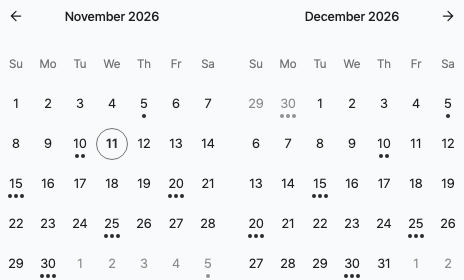 November 2026
Su Mo Tu We Th Fr Sa
1 2 3 4 5 6 7
8 9 10 11 12 13 14
15 16 17 18 19 20 21
22 23 24 25 26 27 28
29 30 1 2 3 4 5
December 2026
Su Mo Tu We Th Fr Sa
29 30 1 2 3 4 5
6 7 8 9 10 11 12
13 14 15 16 17 18 19
20 21 22 23 24 25 26
27 28 29 30 31 1 2